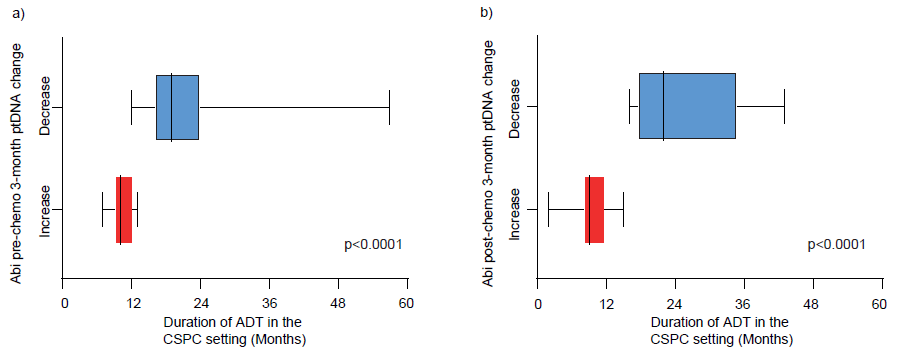 a)
Abi pre-chemo 3-month ptDNA change
Decrease
Increase
p<0.0001
0 12 24 36 48 60
Duration of ADT in the
CSPC setting (Months)
b)
Abi post-chemo 3-month ptDNA change
Decrease
Increase
p<0.0001
0 12 24 36 48 60
Duration of ADT in the
CSPC setting (Months)